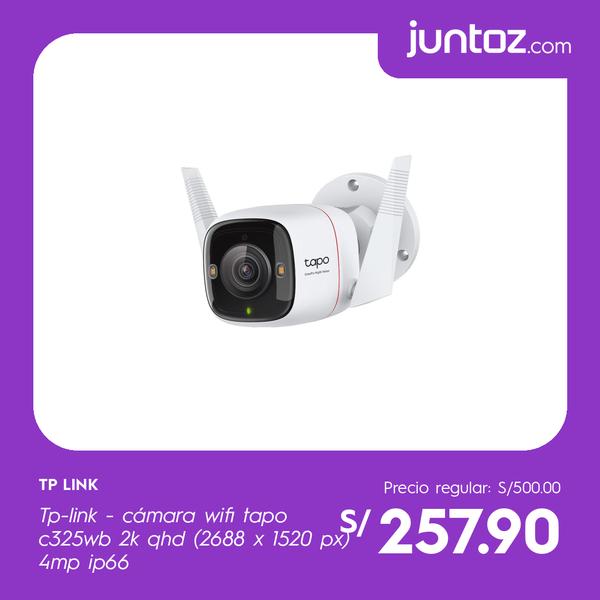 juntoz.com
tapo
TP LINK
Precio regular: S/500.00
Tp-link - cámara wifi tapo
c325wb 2k qhd (2688 x 1520 px)
4mp ip66
S/ 257.90